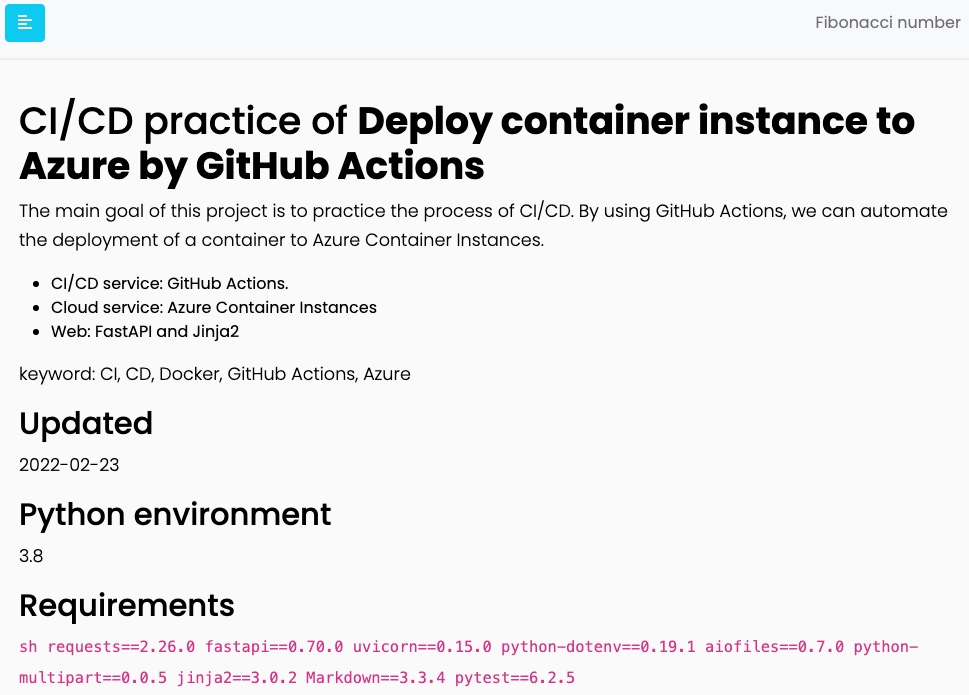 Fibonacci number
CI/CD practice of Deploy container instance to
Azure by GitHub Actions
The main goal of this project is to practice the process of CI/CD. By using GitHub Actions, we can automate
the deployment of a container to Azure Container Instances.
CI/CD service: GitHub Actions.
Cloud service: Azure Container Instances
Web: FastAPI and Jinja2
keyword: CI, CD, Docker, GitHub Actions, Azure
Updated
2022-02-23
Python environment
3.8
Requirements
sh requests==2.26.0 fastapi==0.70.0 uvicorn==0.15.0 python-dotenv==0.19.1 aiofiles==0.7.0 python-
multipart==0.0.5 jinja2==3.0.2 Markdown==3.3.4 pytest==6.2.5